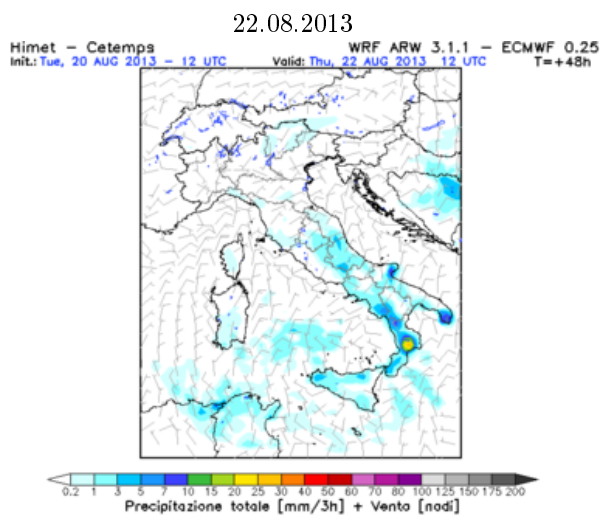 22.08.2013
Himet – Cetemps WRF ARW 3.1.1 – ECMWF 0.25
Init.: Tue, 20 AUG 2013 – 12 UTC Valid: Thu, 22 AUG 2013 12 UTC T=+48h
0.2 1 3 5 7 10 15 20 25 30 40 50 60 70 80 100 125 150 175 200
Precipitazione totale [mm/3h] + Vento [nodi]